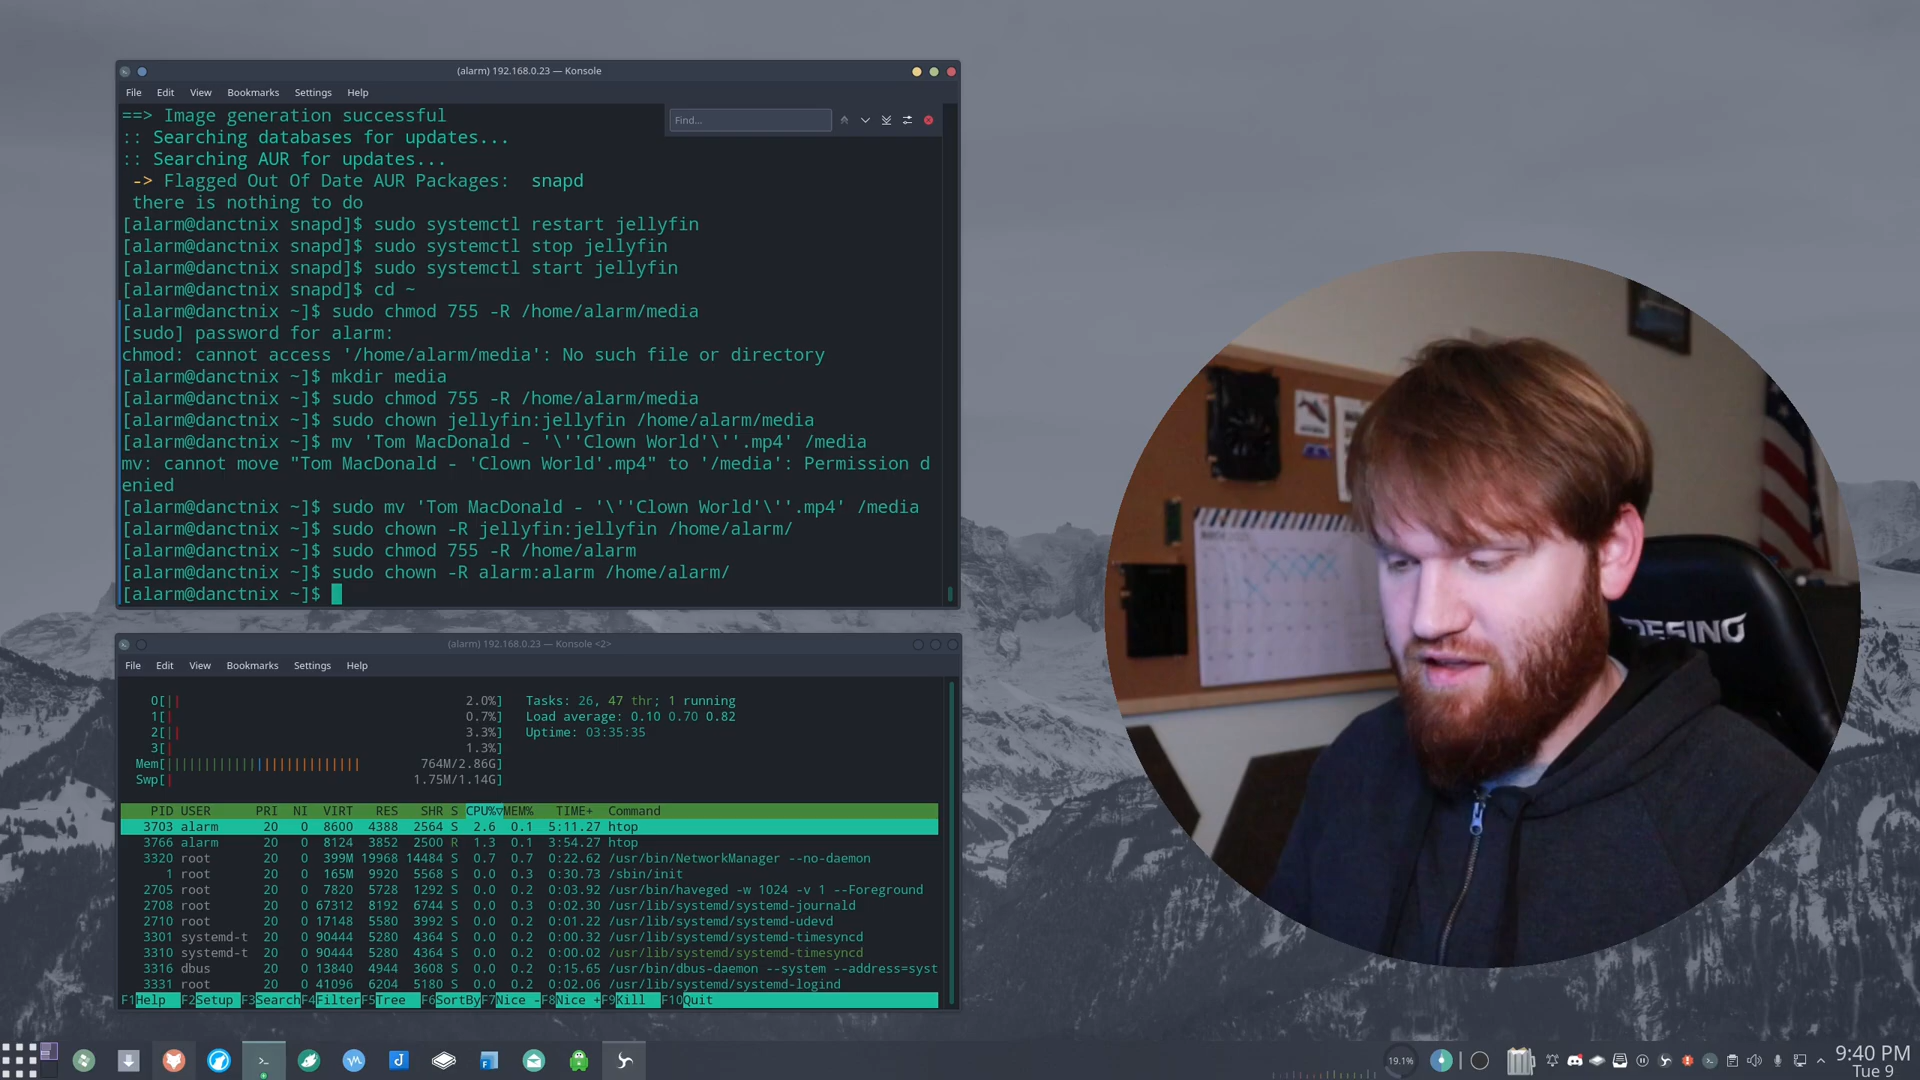 (alarm) 192.168.0.23 — Konsole
File Edit View Bookmarks Settings Help
Find...
==> Image generation successful
:: Searching databases for updates...
:: Searching AUR for updates...
-> Flagged Out Of Date AUR Packages:  snapd
there is nothing to do
[alarm@danctnix snapd]$ sudo systemctl restart jellyfin
[alarm@danctnix snapd]$ sudo systemctl stop jellyfin
[alarm@danctnix snapd]$ sudo systemctl start jellyfin
[alarm@danctnix snapd]$ cd ~
[alarm@danctnix ~]$ sudo chmod 755 -R /home/alarm/media
[sudo] password for alarm:
chmod: cannot access '/home/alarm/media': No such file or directory
[alarm@danctnix ~]$ mkdir media
[alarm@danctnix ~]$ sudo chmod 755 -R /home/alarm/media
[alarm@danctnix ~]$ sudo chown jellyfin:jellyfin /home/alarm/media
[alarm@danctnix ~]$ mv 'Tom MacDonald - '\''Clown World'\''.mp4' /media
mv: cannot move "Tom MacDonald - 'Clown World'.mp4" to '/media': Permission d
enied
[alarm@danctnix ~]$ sudo mv 'Tom MacDonald - '\''Clown World'\''.mp4' /media
[alarm@danctnix ~]$ sudo chown -R jellyfin:jellyfin /home/alarm/
[alarm@danctnix ~]$ sudo chmod 755 -R /home/alarm
[alarm@danctnix ~]$ sudo chown -R alarm:alarm /home/alarm/
[alarm@danctnix ~]$
(alarm) 192.168.0.23 — Konsole <2>
File Edit View Bookmarks Settings Help
0[|| 2.0%] Tasks: 26, 47 thr; 1 running
1[| 0.7%] Load average: 0.10 0.70 0.82
2[|| 3.3%] Uptime: 03:35:35
3[| 1.3%]
Mem[||||||||||||||||||||||||||| 764M/2.86G]
Swp[| 1.75M/1.14G]
PID USER PRI NI VIRT RES SHR S CPU%▽MEM% TIME+ Command
3703 alarm 20 0 8600 4388 2564 S 2.6 0.1 5:11.27 htop
3766 alarm 20 0 8124 3852 2500 R 1.3 0.1 3:54.27 htop
3320 root 20 0 399M 19968 14484 S 0.7 0.7 0:22.62 /usr/bin/NetworkManager --no-daemon
1 root 20 0 165M 9920 5568 S 0.0 0.3 0:30.73 /sbin/init
2705 root 20 0 7820 5728 1292 S 0.0 0.2 0:03.92 /usr/bin/haveged -w 1024 -v 1 --Foreground
2708 root 20 0 67312 8192 6744 S 0.0 0.3 0:02.30 /usr/lib/systemd/systemd-journald
2710 root 20 0 17148 5580 3992 S 0.0 0.2 0:01.22 /usr/lib/systemd/systemd-udevd
3301 systemd-t 20 0 90444 5280 4364 S 0.0 0.2 0:00.32 /usr/lib/systemd/systemd-timesyncd
3310 systemd-t 20 0 90444 5280 4364 S 0.0 0.2 0:00.02 /usr/lib/systemd/systemd-timesyncd
3316 dbus 20 0 13840 4944 3608 S 0.0 0.2 0:15.65 /usr/bin/dbus-daemon --system --address=syst
3331 root 20 0 41096 6204 5180 S 0.0 0.2 0:02.06 /usr/lib/systemd/systemd-logind
F1Help F2Setup F3Search F4Filter F5Tree F6SortBy F7Nice - F8Nice + F9Kill F10Quit
19.1%
9:40 PM
Tue 9